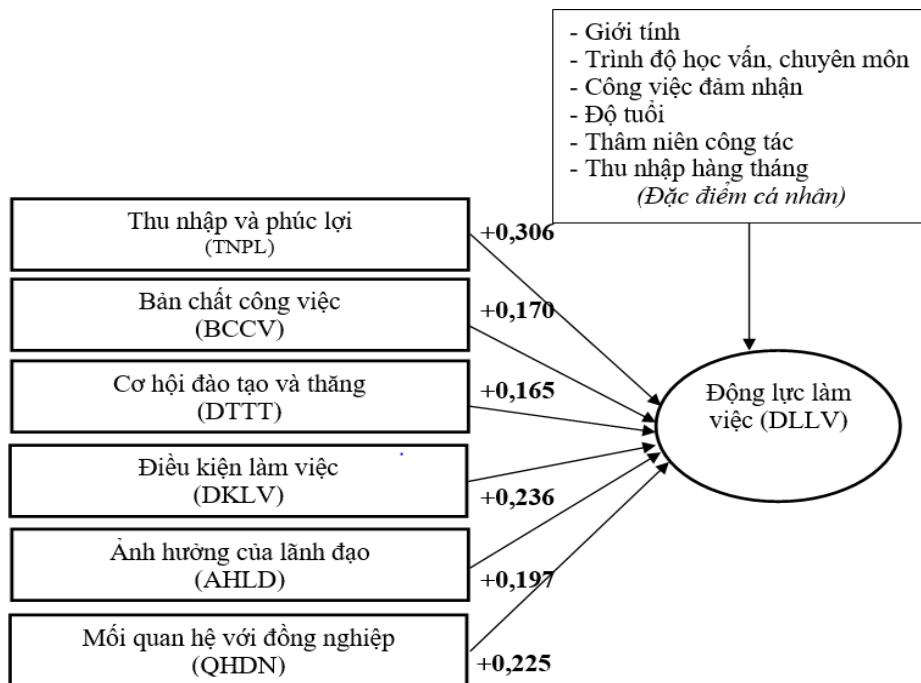 - Giới tính
- Trình độ học vấn, chuyên môn
- Công việc đảm nhận
- Độ tuổi
- Thâm niên công tác
- Thu nhập hàng tháng
(Đặc điểm cá nhân)
Thu nhập và phúc lợi
(TNPL)
+0,306
Bản chất công việc
(BCCV)
+0,170
Cơ hội đào tạo và thăng
(DTTT)
+0,165
Động lực làm
việc (DLLV)
Điều kiện làm việc
(DKLV)
+0,236
Ảnh hưởng của lãnh đạo
(AHLD)
+0,197
Mối quan hệ với đồng nghiệp
(QHDN)
+0,225